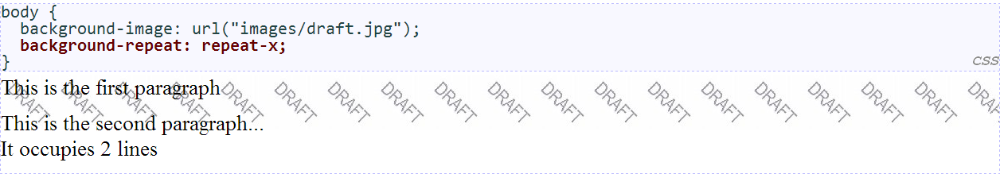 body {
  background-image: url("images/draft.jpg");
  background-repeat: repeat-x;
}
css
This is the first paragraph
DRAFT DRAFT DRAFT DRAFT DRAFT DRAFT DRAFT DRAFT DRAFT DRAFT DRAFT DRAFT DRAFT DRAFT DRAFT DRAFT DRAFT DRAFT DRA
This is the second paragraph...
It occupies 2 lines